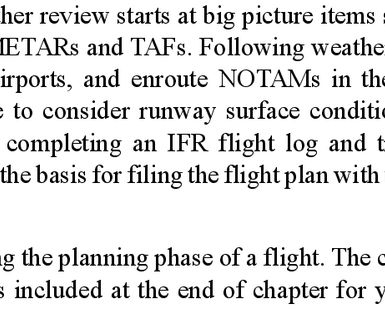 ther review starts at big picture items
METARs and TAFs. Following weather
irports, and enroute NOTAMs in the
e to consider runway surface conditio
completing an IFR flight log and t
the basis for filing the flight plan with
ng the planning phase of a flight. The c
s included at the end of chapter for y